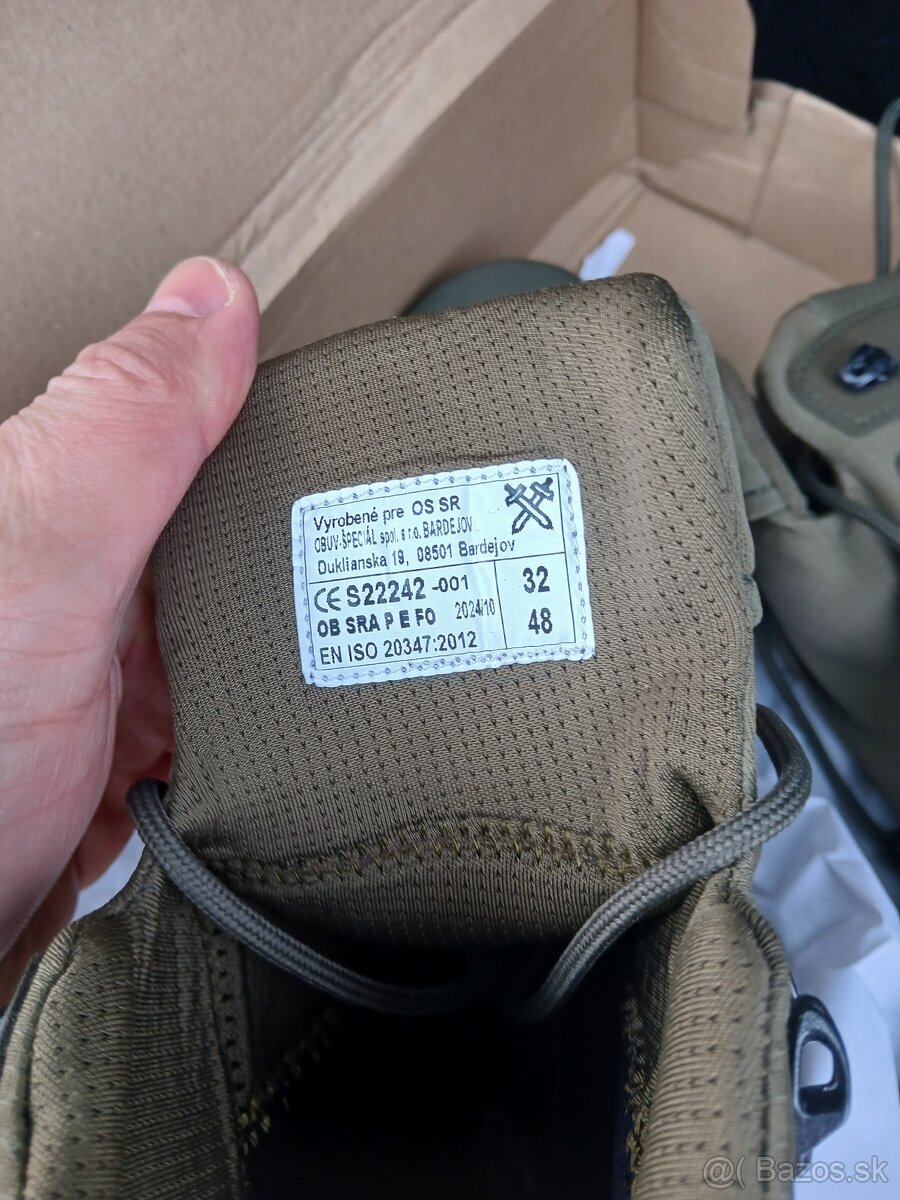 Vyrobené pre OS SR
OBUV-ŠPECIÁL spol. s r.o. BARDEJOV
Duklianska 19, 08501 Bardejov
CE S22242 -001
OB SRA P E FO 2024/10
EN ISO 20347:2012
32
48
@( Bazos.sk